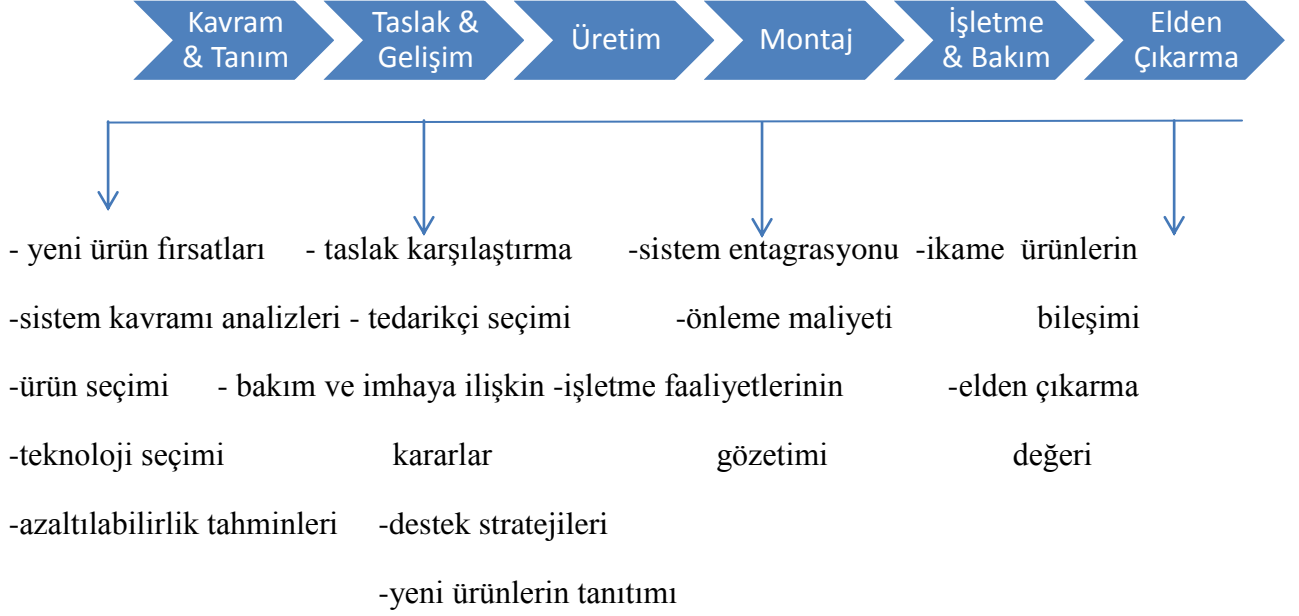 Kavram
& Tanım
Taslak &
Gelişim
Üretim
Montaj
İşletme
& Bakım
Elden
Çıkarma
- yeni ürün fırsatları - taslak karşılaştırma -sistem entagrasyonu -ikame ürünlerin
-sistem kavramı analizleri - tedarikçi seçimi -önleme maliyeti bileşimi
-ürün seçimi - bakım ve imhaya ilişkin -işletme faaliyetlerinin -elden çıkarma
-teknoloji seçimi kararlar gözetimi değeri
-azaltılabilirlik tahminleri -destek stratejileri
-yeni ürünlerin tanıtımı